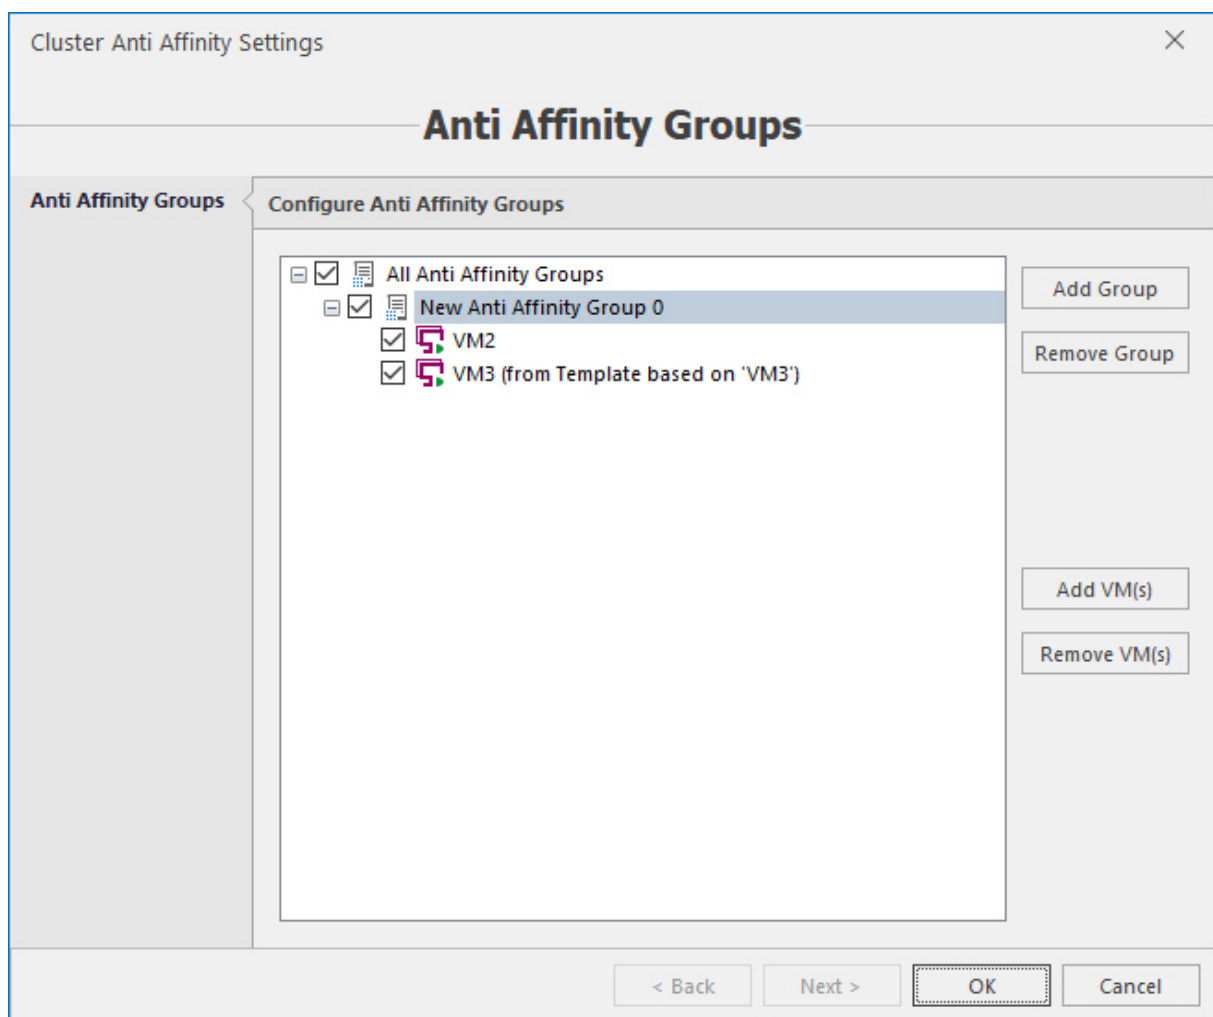 Cluster Anti Affinity Settings
Anti Affinity Groups
Anti Affinity Groups
Configure Anti Affinity Groups
All Anti Affinity Groups
Add Group
New Anti Affinity Group 0
VM2
Remove Group
VM3 (from Template based on 'VM3')
Add VM(s)
Remove VM(s)
< Back
Next >
OK
Cancel